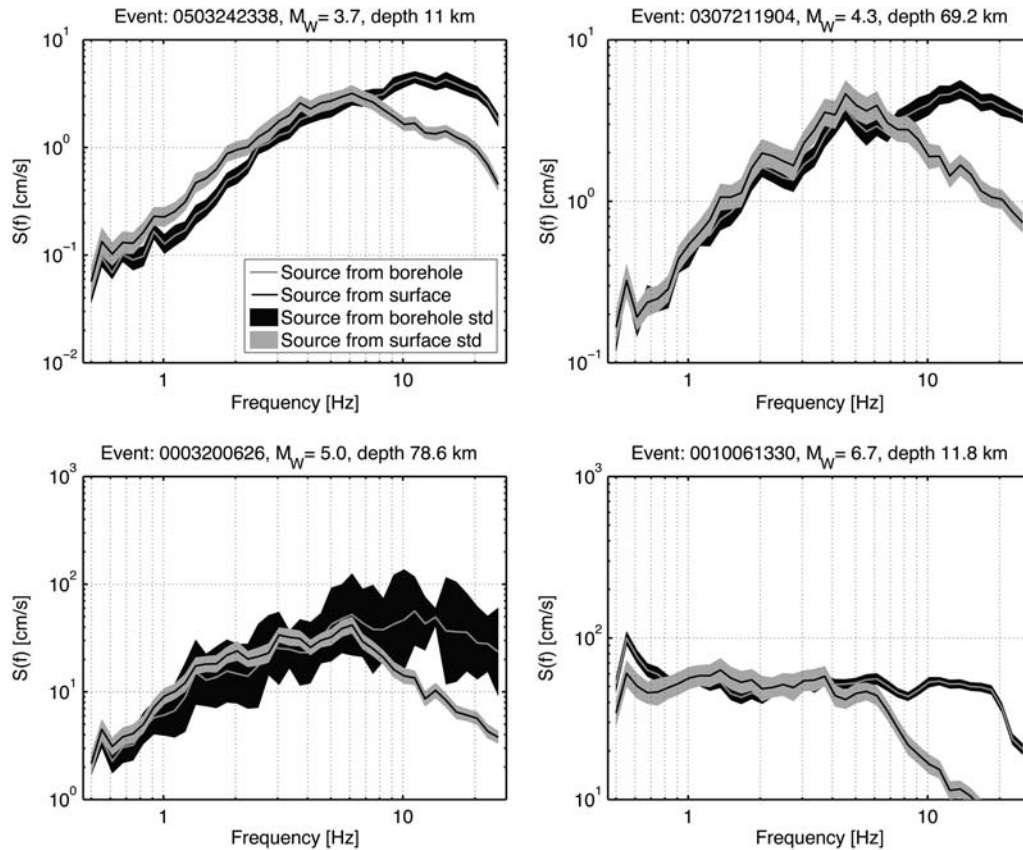 Event: 0503242338, M_W= 3.7, depth 11 km
S(f) [cm/s]
10^1
10^0
10^-1
10^-2
Source from borehole
Source from surface
Source from borehole std
Source from surface std
1
10
Frequency [Hz]
Event: 0307211904, M_W= 4.3, depth 69.2 km
S(f) [cm/s]
10^1
10^0
10^-1
1
10
Frequency [Hz]
Event: 0003200626, M_W= 5.0, depth 78.6 km
S(f) [cm/s]
10^3
10^2
10^1
10^0
1
10
Frequency [Hz]
Event: 0010061330, M_W= 6.7, depth 11.8 km
S(f) [cm/s]
10^3
10^2
10^1
1
10
Frequency [Hz]